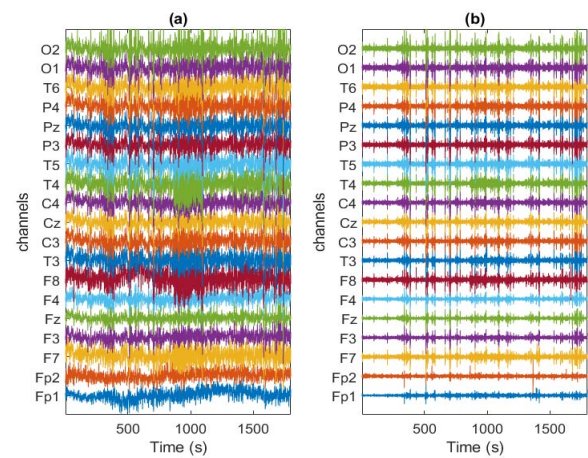 (a)
O2
O1
T6
P4
Pz
P3
T5
T4
C4
Cz
C3
T3
F8
F4
Fz
F3
F7
Fp2
Fp1
channels
500 1000 1500
Time (s)
(b)
O2
O1
T6
P4
Pz
P3
T5
T4
C4
Cz
C3
T3
F8
F4
Fz
F3
F7
Fp2
Fp1
channels
500 1000 1500
Time (s)